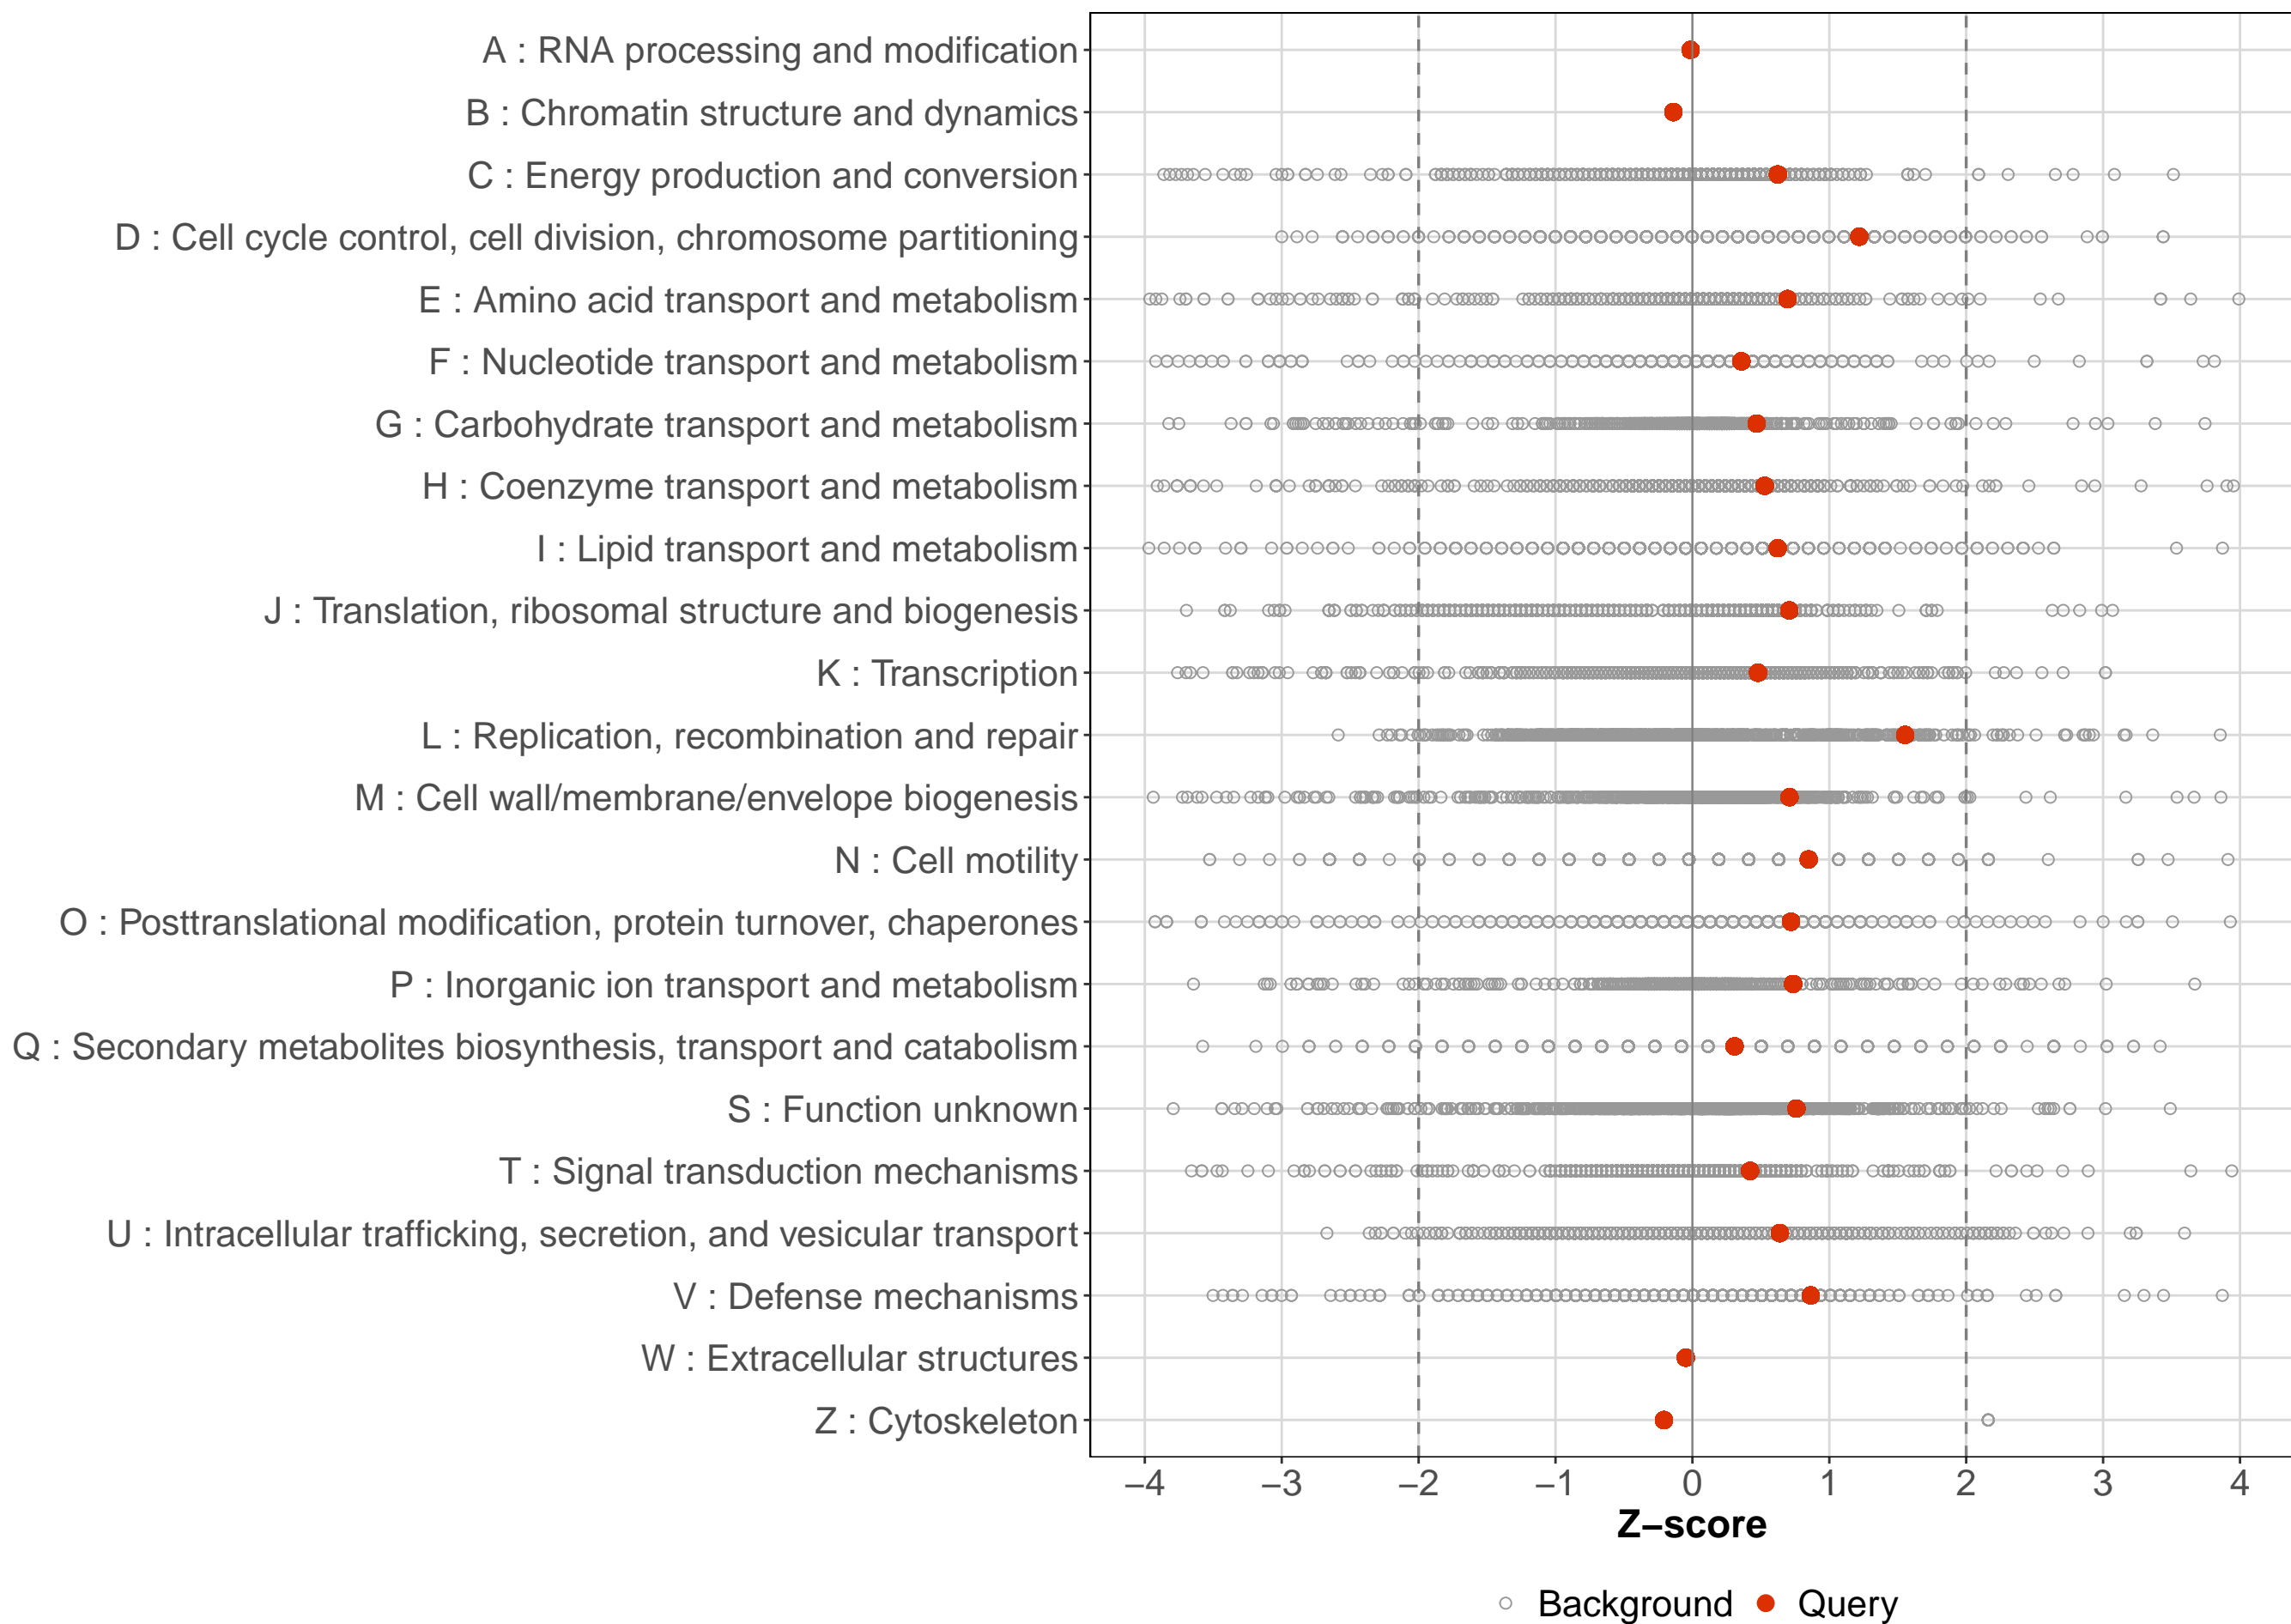 A : RNA processing and modification
B : Chromatin structure and dynamics
C : Energy production and conversion
D : Cell cycle control, cell division, chromosome partitioning
E : Amino acid transport and metabolism
F : Nucleotide transport and metabolism
G : Carbohydrate transport and metabolism
H : Coenzyme transport and metabolism
I : Lipid transport and metabolism
J : Translation, ribosomal structure and biogenesis
K : Transcription
L : Replication, recombination and repair
M : Cell wall/membrane/envelope biogenesis
N : Cell motility
O : Posttranslational modification, protein turnover, chaperones
P : Inorganic ion transport and metabolism
Q : Secondary metabolites biosynthesis, transport and catabolism
S : Function unknown
T : Signal transduction mechanisms
U : Intracellular trafficking, secretion, and vesicular transport
V : Defense mechanisms
W : Extracellular structures
Z : Cytoskeleton
−4 −3 −2 −1 0 1 2 3 4
Z−score
Background Query